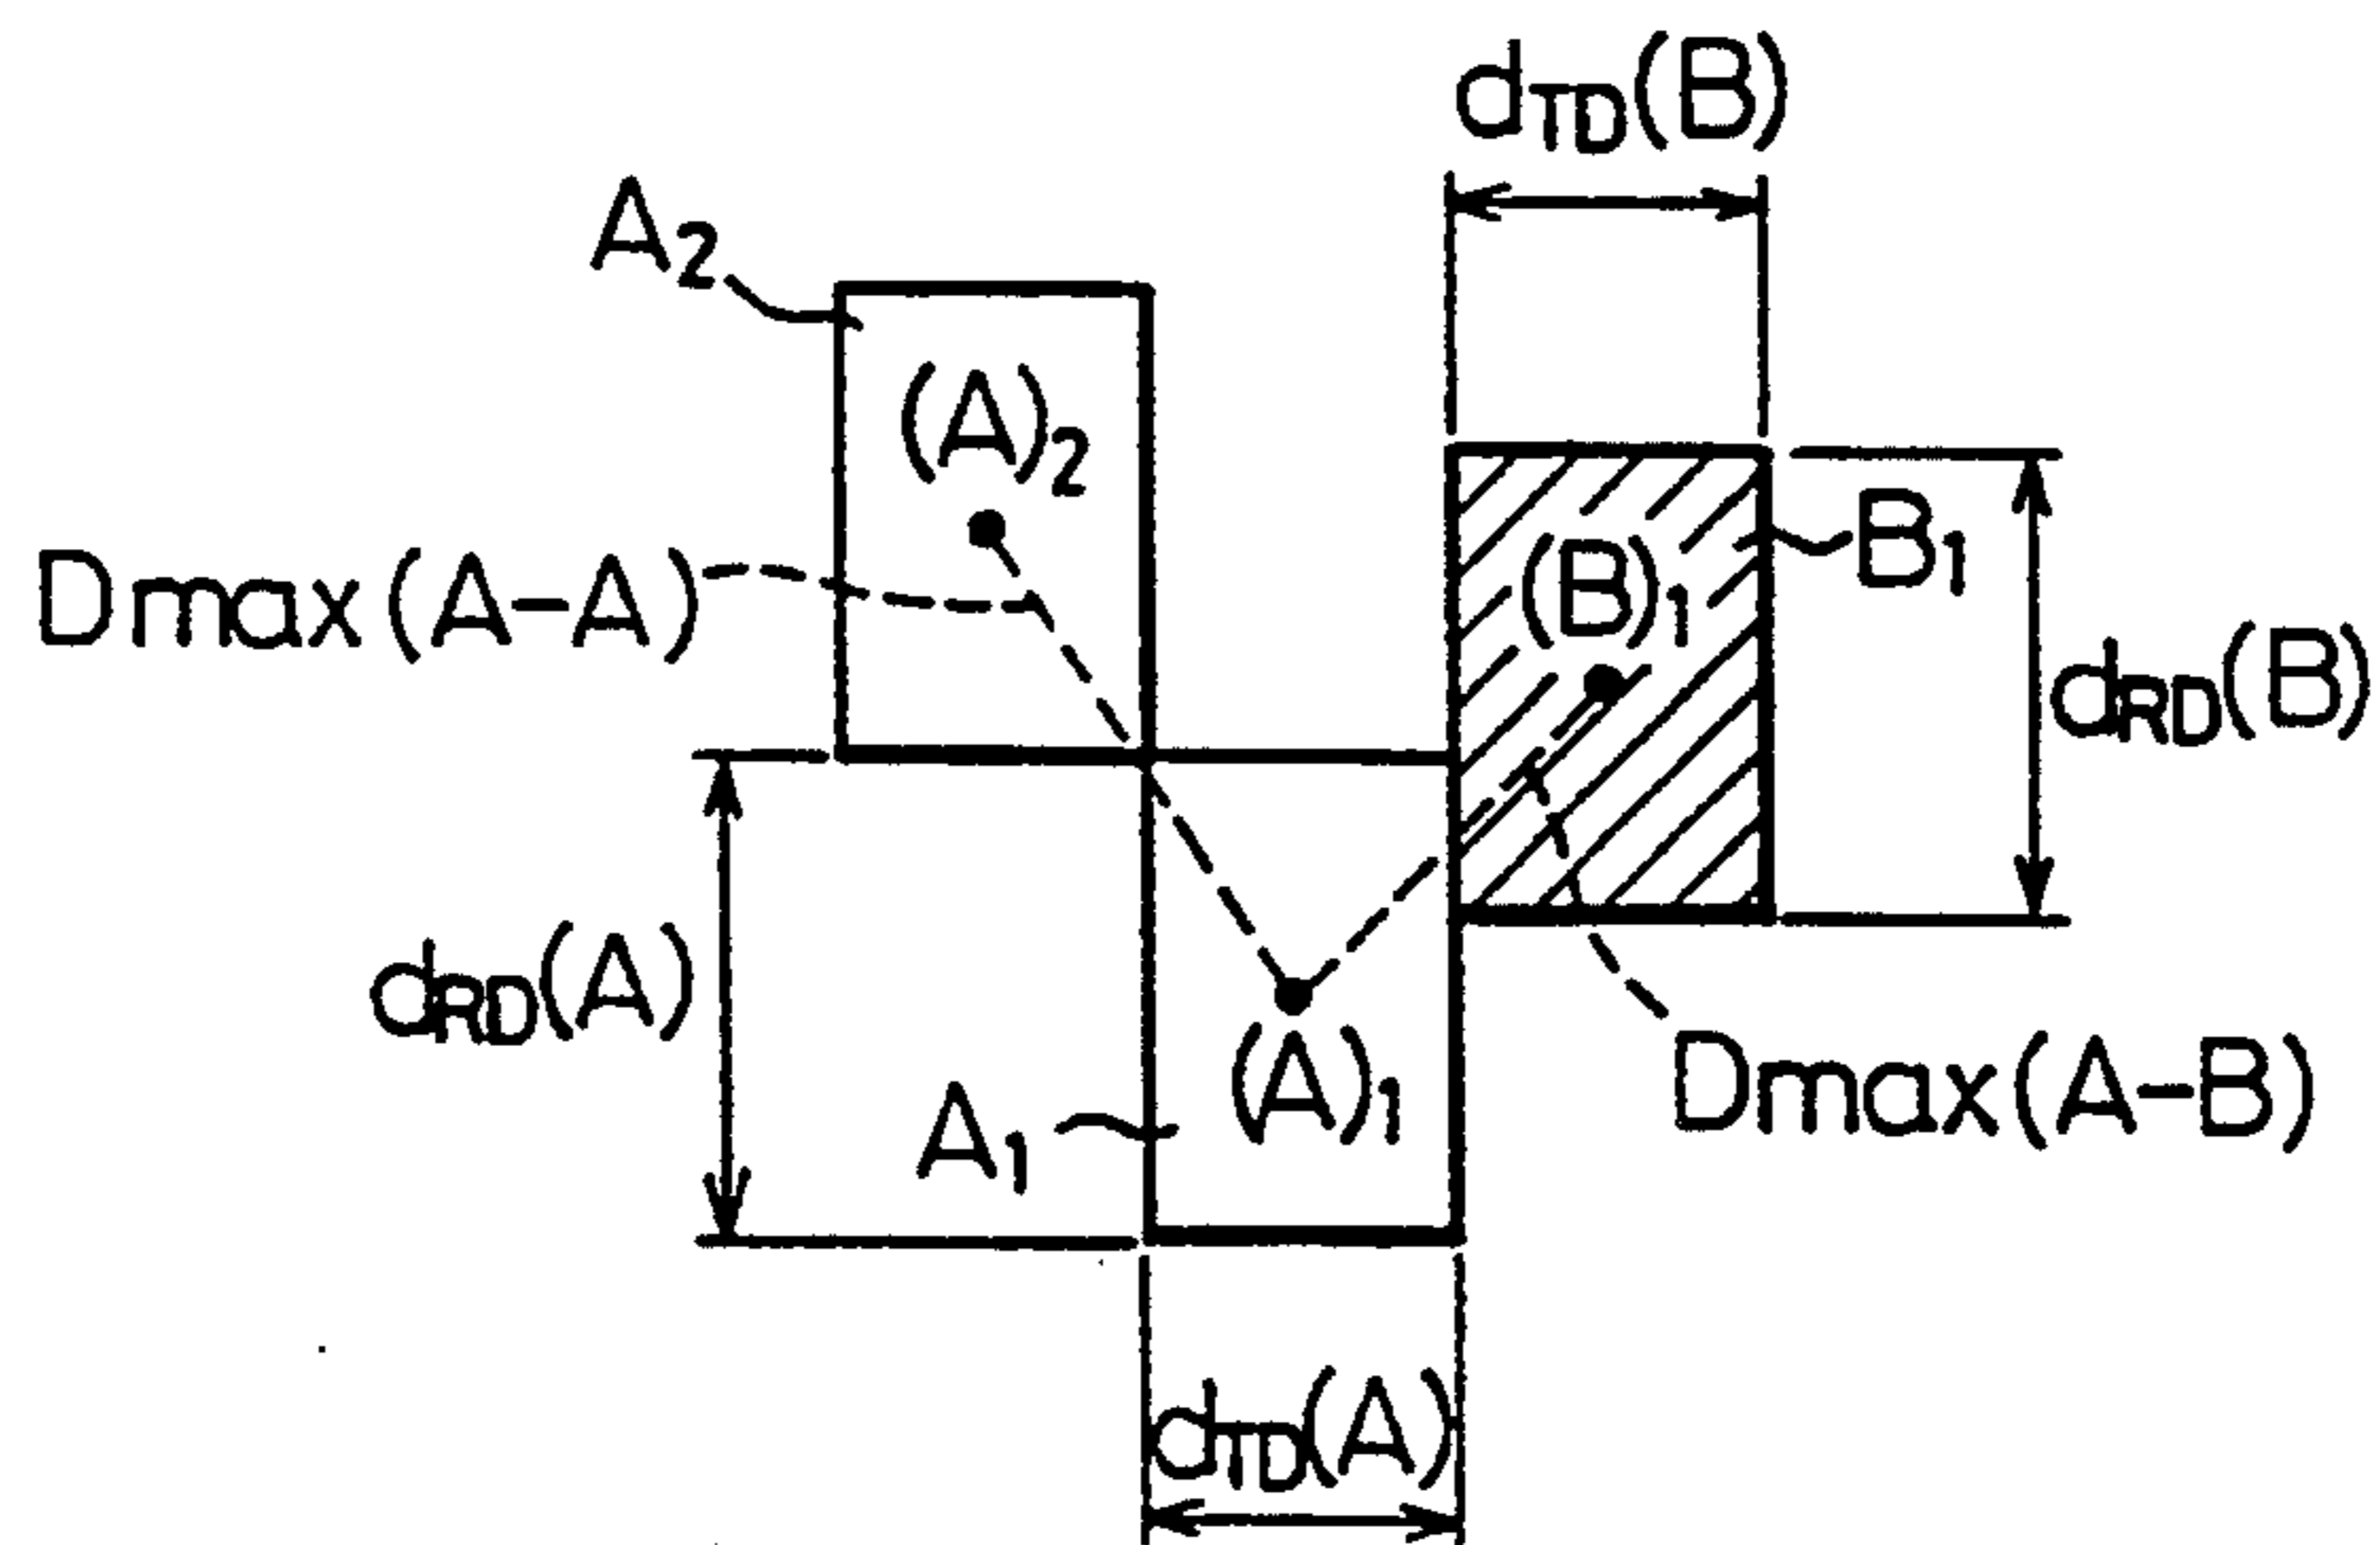 dTD(B)
A2
(A)2
B1
Dmax(A-A)
(B)1
dRD(B)
dRD(A)
(A)1
Dmax(A-B)
A1
dTD(A)